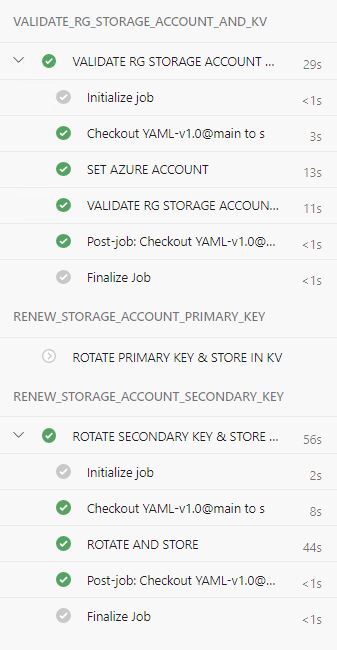 VALIDATE_RG_STORAGE_ACCOUNT_AND_KV
VALIDATE RG STORAGE ACCOUNT ... 29s
Initialize job <1s
Checkout YAML-v1.0@main to s 3s
SET AZURE ACCOUNT 13s
VALIDATE RG STORAGE ACCOUN... 11s
Post-job: Checkout YAML-v1.0@... <1s
Finalize Job <1s
RENEW_STORAGE_ACCOUNT_PRIMARY_KEY
ROTATE PRIMARY KEY & STORE IN KV
RENEW_STORAGE_ACCOUNT_SECONDARY_KEY
ROTATE SECONDARY KEY & STORE ... 56s
Initialize job 2s
Checkout YAML-v1.0@main to s 8s
ROTATE AND STORE 44s
Post-job: Checkout YAML-v1.0@... <1s
Finalize Job <1s